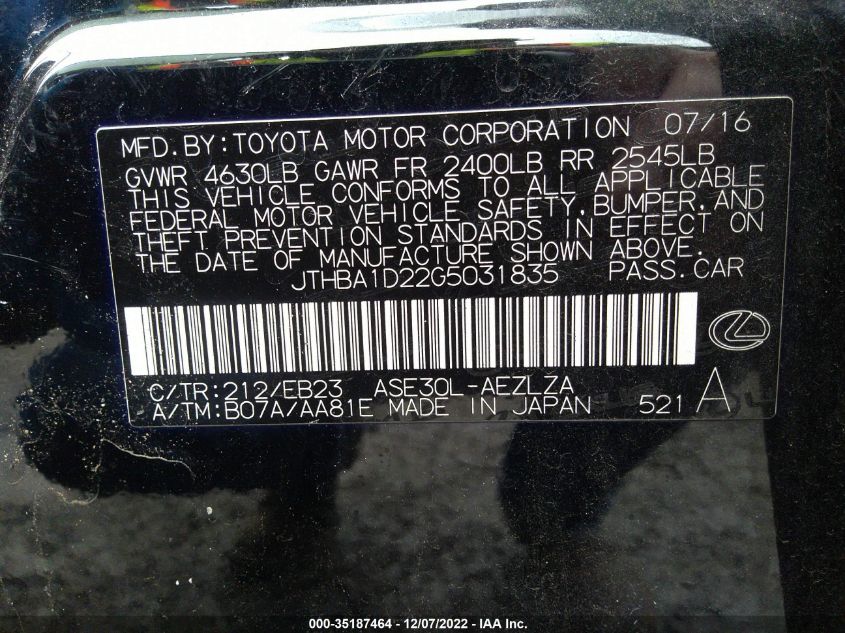 MFD.BY:TOYOTA MOTOR CORPORATION 07/16
GVWR 4630LB GAWR FR 2400LB RR 2545LB
THIS VEHICLE CONFORMS TO ALL APPLICABLE
FEDERAL MOTOR VEHICLE SAFETY,BUMPER,AND
THEFT PREVENTION STANDARDS IN EFFECT ON
THE DATE OF MANUFACTURE SHOWN ABOVE.
JTHBA1D22G5031835 PASS.CAR
C/TR:212/EB23 ASE30L-AEZLZA
A/TM:B07A/AA81E MADE IN JAPAN 521 A
000-35187464 - 12/07/2022 - IAA Inc.